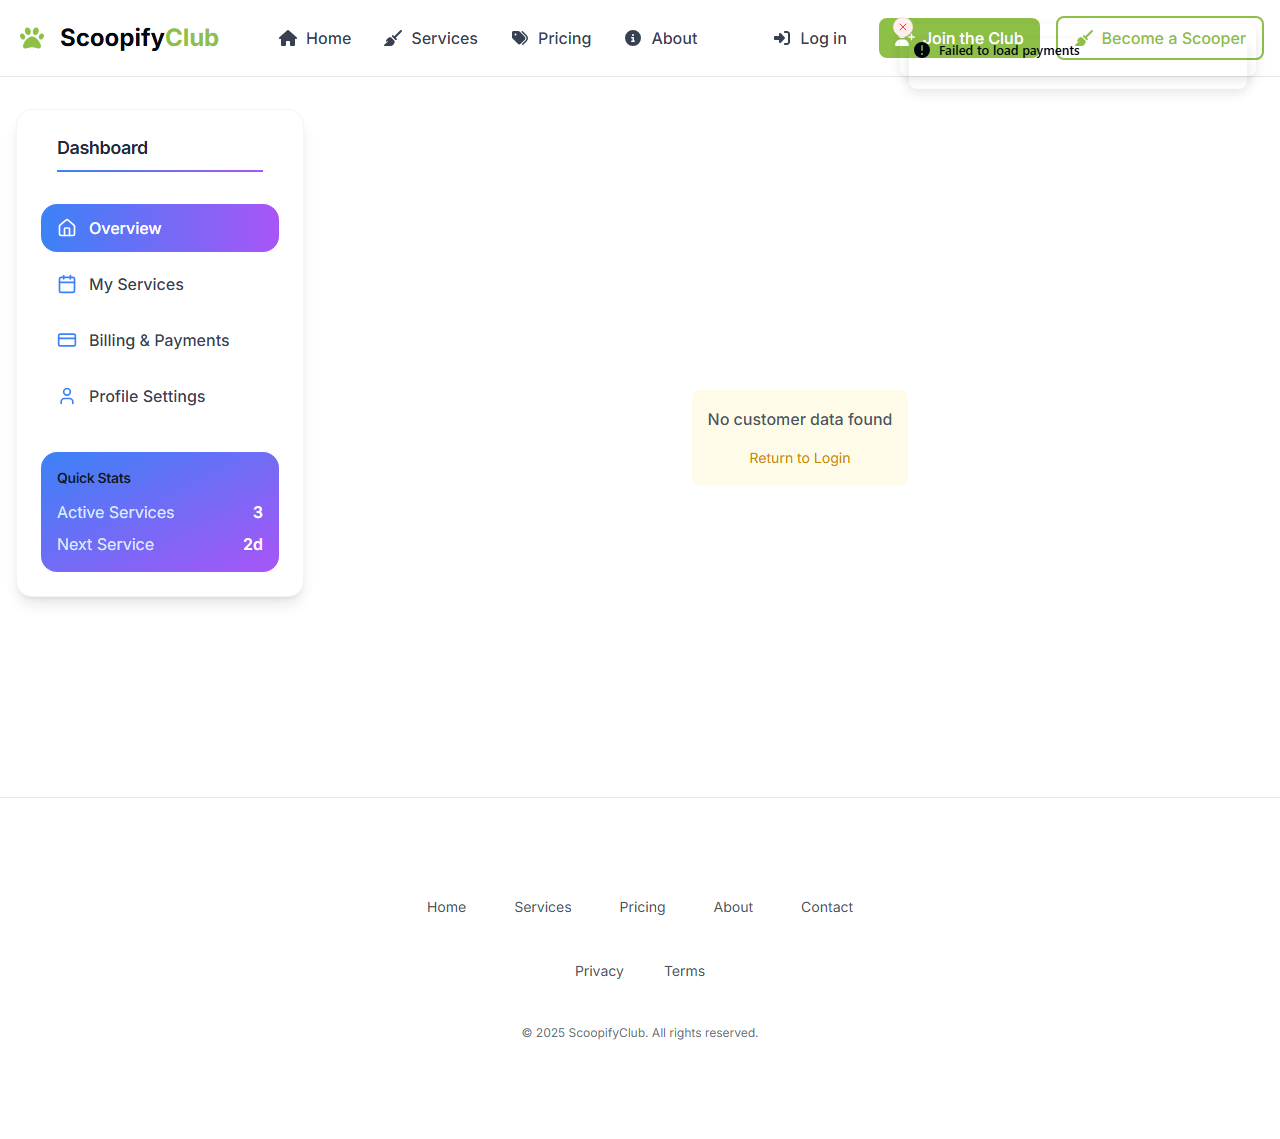 ScoopifyClub
Home
Services
Pricing
About
Log in
Join the Club
Become a Scooper
Failed to load payments
Dashboard
Overview
My Services
Billing & Payments
Profile Settings
Quick Stats
Active Services 3
Next Service 2d
No customer data found
Return to Login
Home Services Pricing About Contact
Privacy Terms
© 2025 ScoopifyClub. All rights reserved.